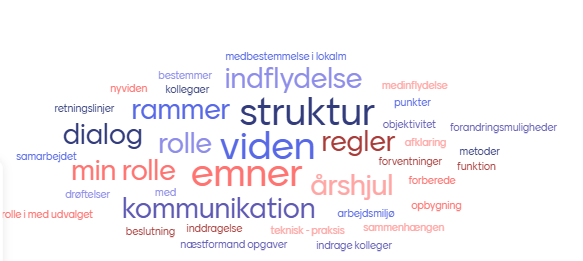 medbestemmelse i lokalm
bestemmer
indflydelse
nyviden
kollegaer
medinflydelse
retningslinjer
rammer
struktur
punkter
dialog
rolle
viden
regler
objektivitet
forandringsmuligheder
samarbejdet
afklaring
metoder
min rolle
emner
forventninger
funktion
drøftelser
med
årshjul
forberede
rolle i med udvalget
kommunikation
arbejdsmiljø
opbygning
beslutning
inddragelse
teknisk - praksis
sammenhængen
næstformand opgaver
indrage kolleger